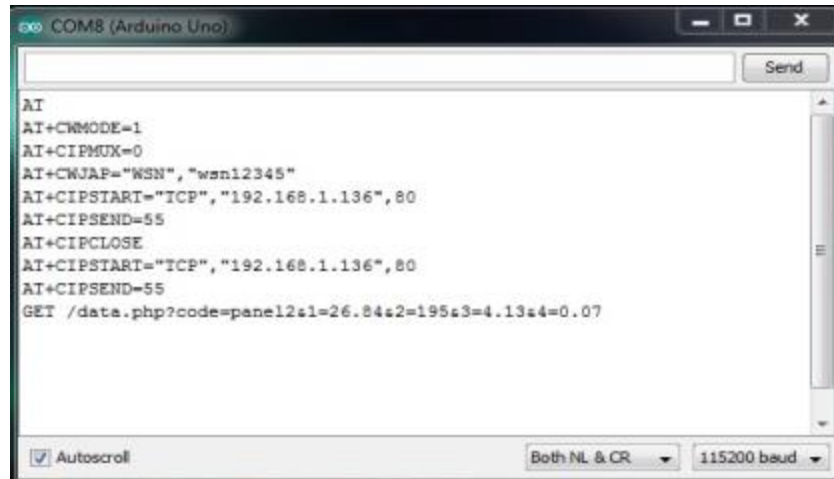 COM8 (Arduino Uno)
Send
AT
AT+CWMODE=1
AT+CIPMUX=0
AT+CWJAP="WSN","wsn12345"
AT+CIPSTART="TCP","192.168.1.136",80
AT+CIPSEND=55
AT+CIPCLOSE
AT+CIPSTART="TCP","192.168.1.136",80
AT+CIPSEND=55
GET /data.php?code=panel2&1=26.84&2=195&3=4.13&4=0.07
Autoscroll
Both NL & CR
115200 baud